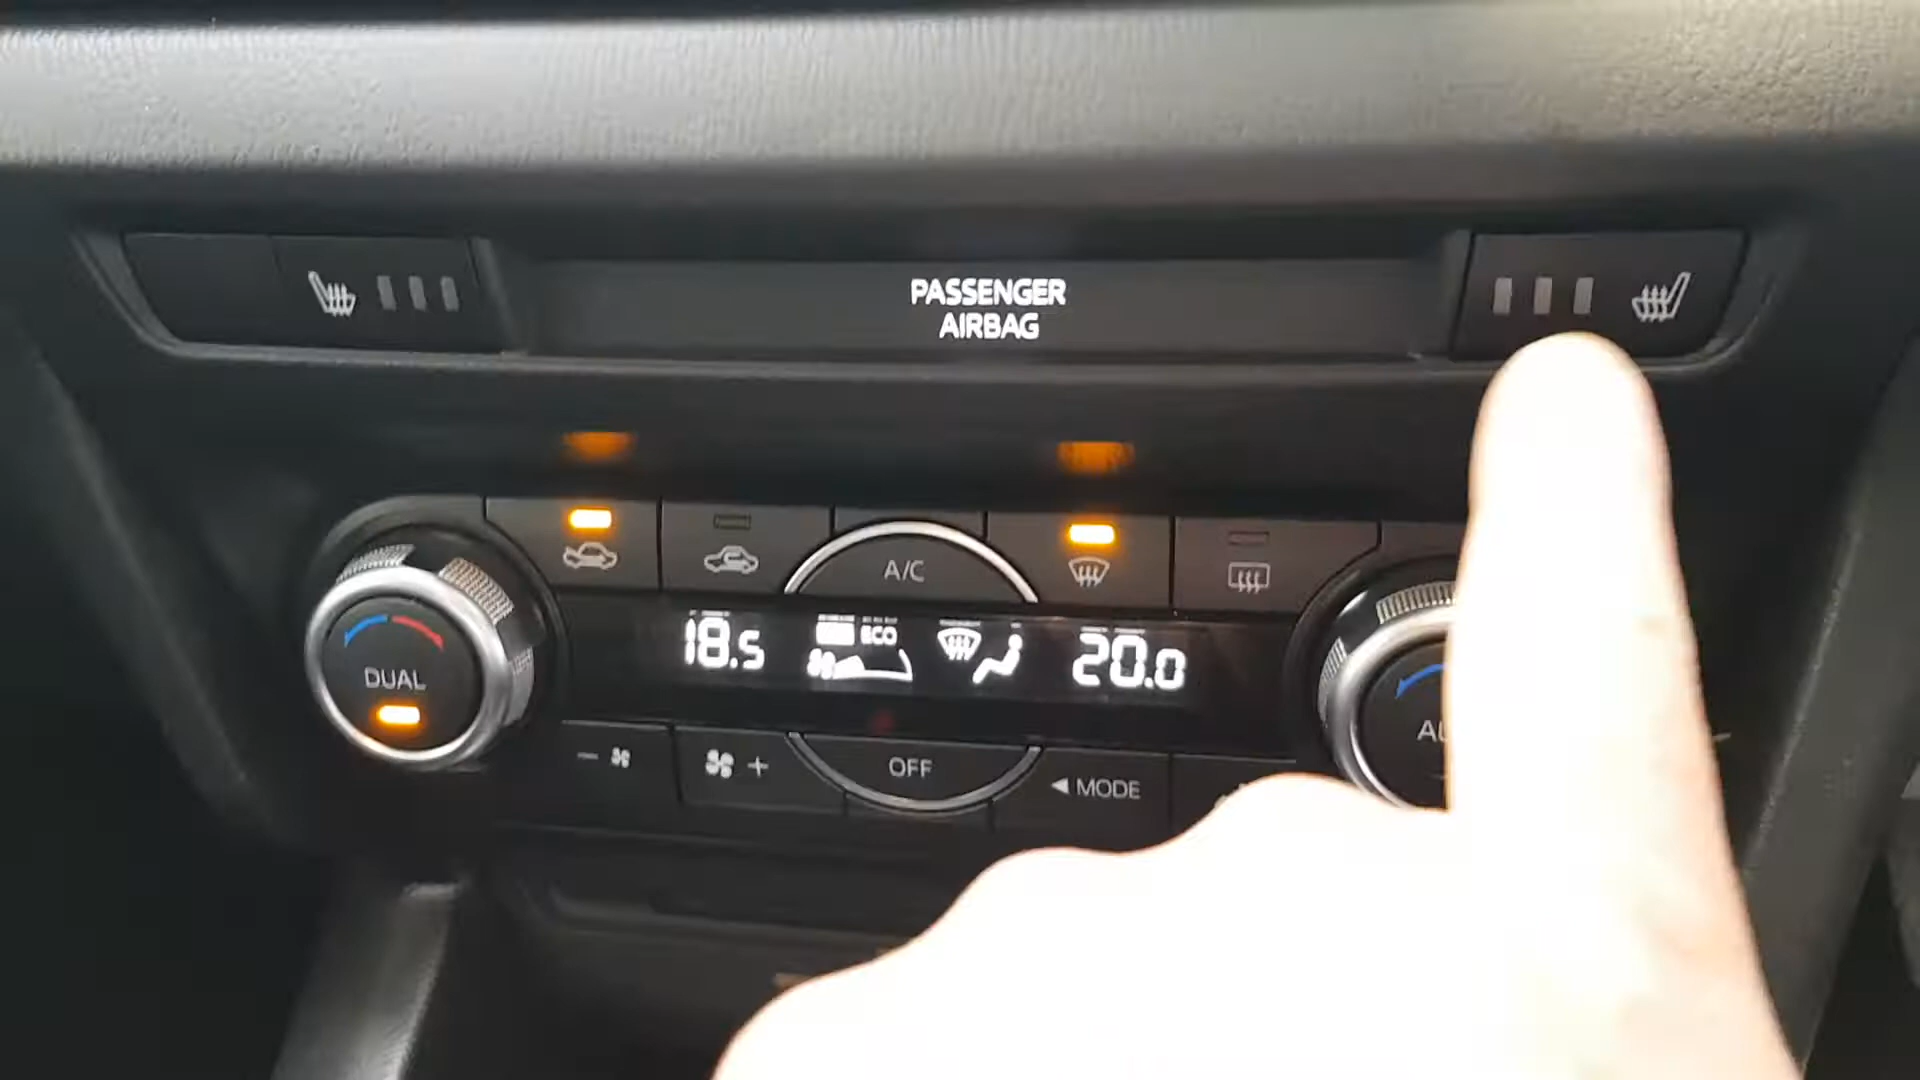 PASSENGER
AIRBAG
A/C
18.5 ECO 20.0
DUAL
- + OFF ◀ MODE